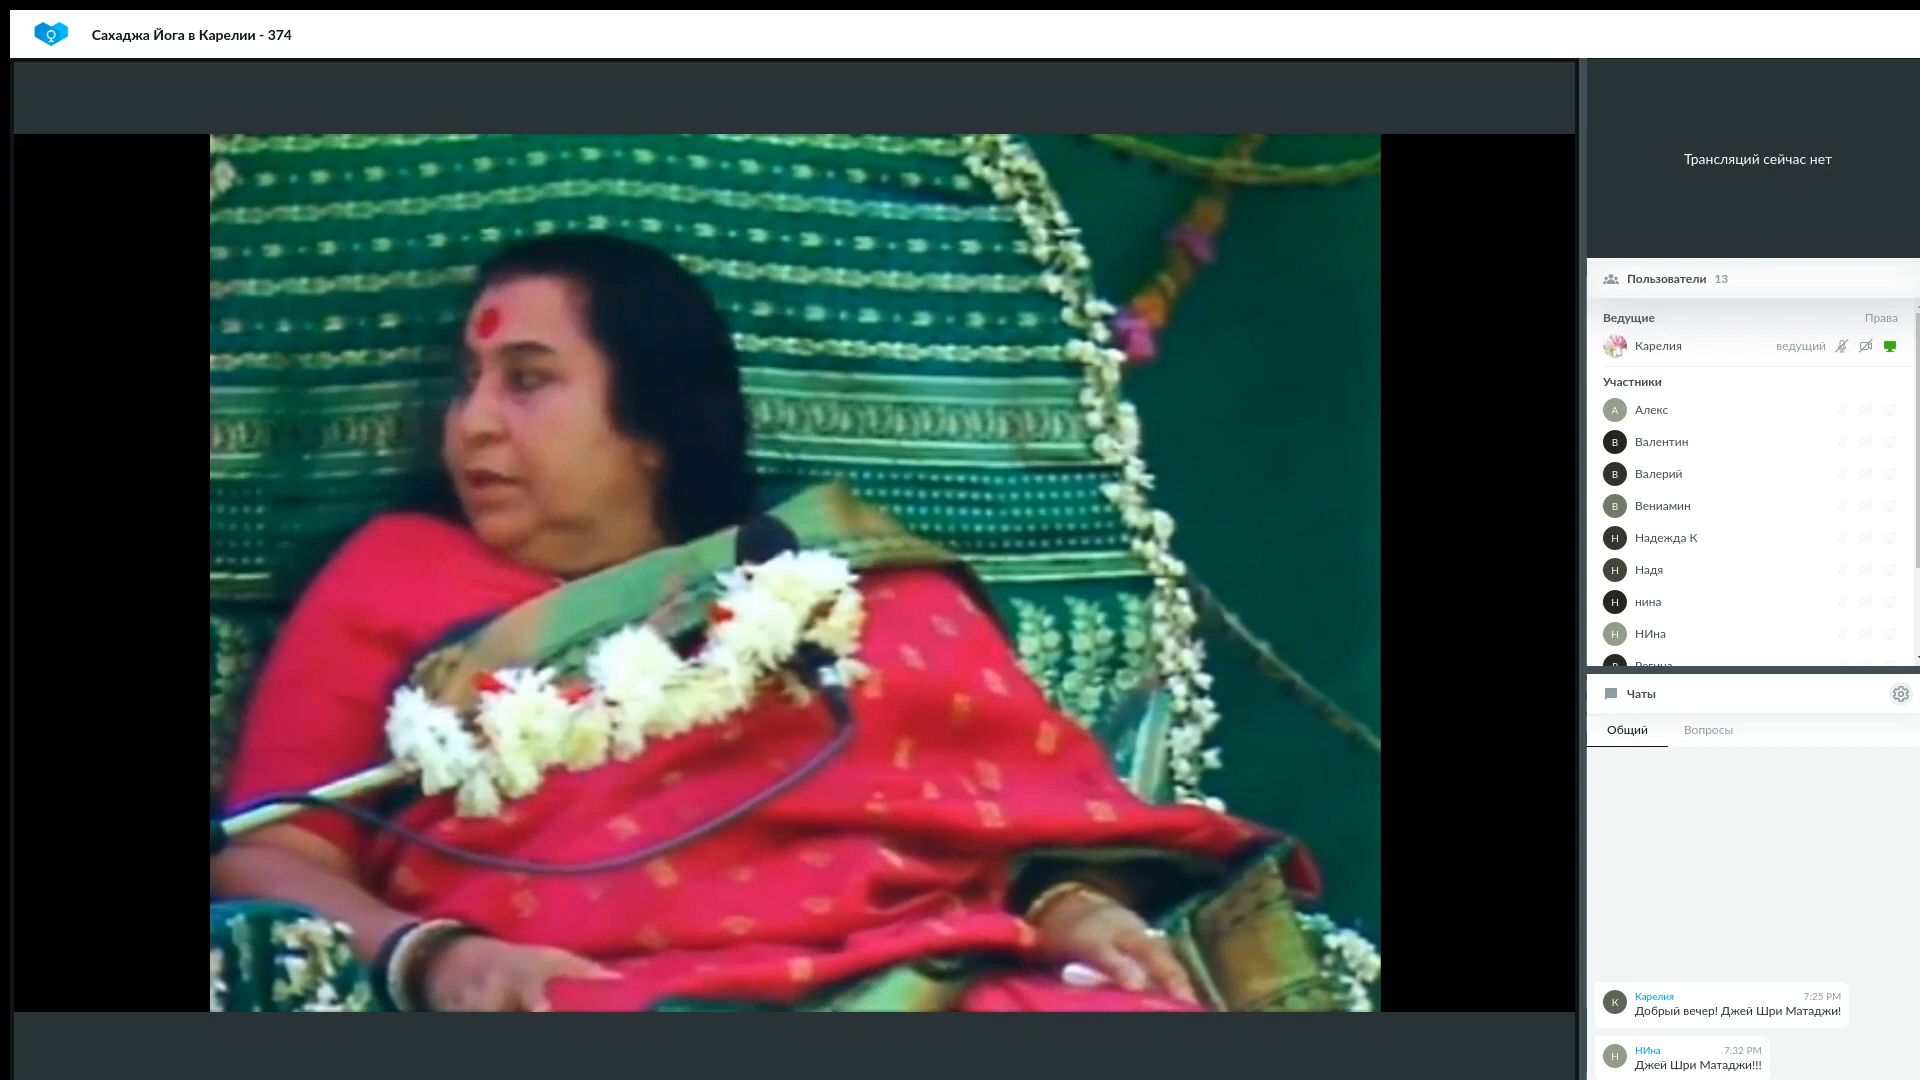 Сахаджа Йога в Карелии - 374
Трансляций сейчас нет
Пользователи 13
Ведущие Права
Карелия ведущий
Участники
А Алекс
В Валентин
В Валерий
В Вениамин
Н Надежда К
Н Надя
Н нина
Н НИна
Чаты
Общий Вопросы
Карелия 7:25 PM
К Добрый вечер! Джей Шри Матаджи!
НИна 7:32 PM
Н Джей Шри Матаджи!!!